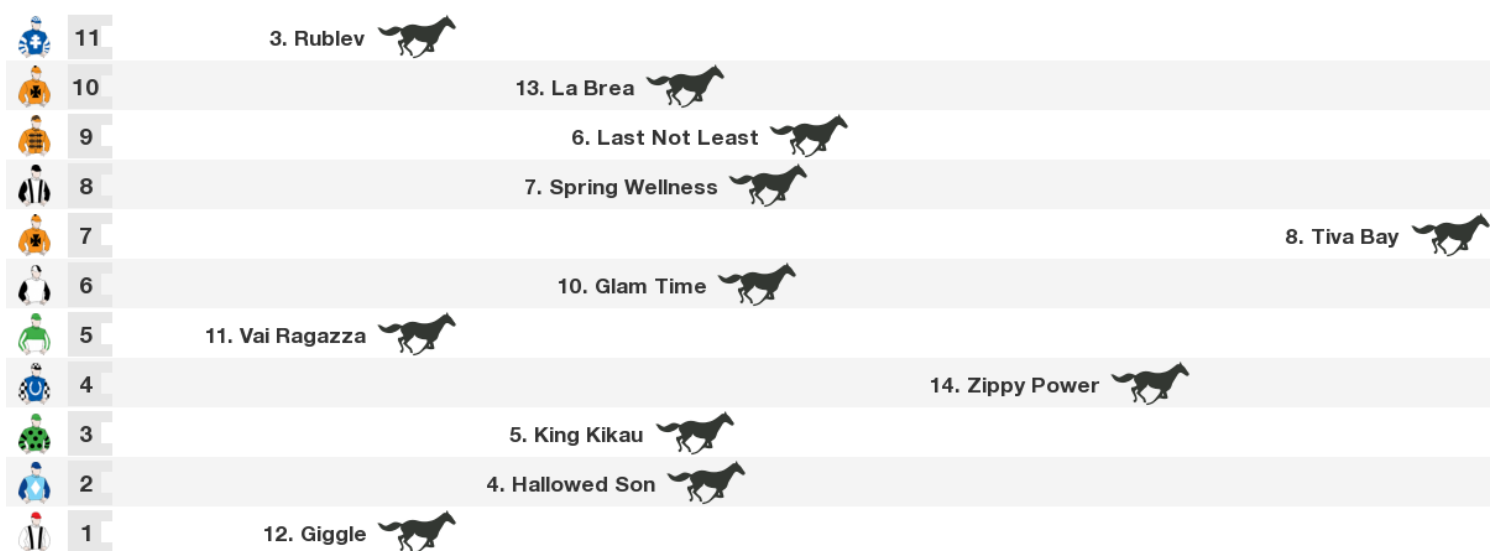 11 3. Rublev
10 13. La Brea
9 6. Last Not Least
8 7. Spring Wellness
7 8. Tiva Bay
6 10. Glam Time
5 11. Vai Ragazza
4 14. Zippy Power
3 5. King Kikau
2 4. Hallowed Son
1 12. Giggle